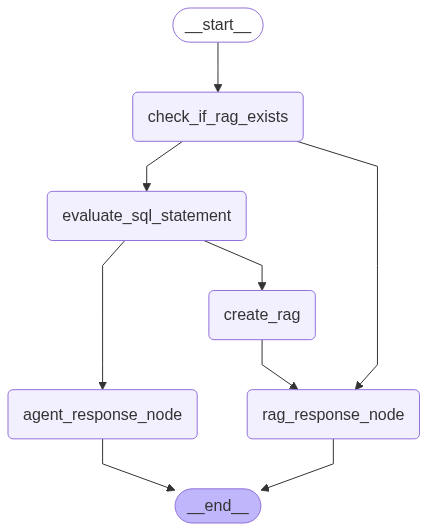 __start__
check_if_rag_exists
evaluate_sql_statement
create_rag
agent_response_node
rag_response_node
__end__